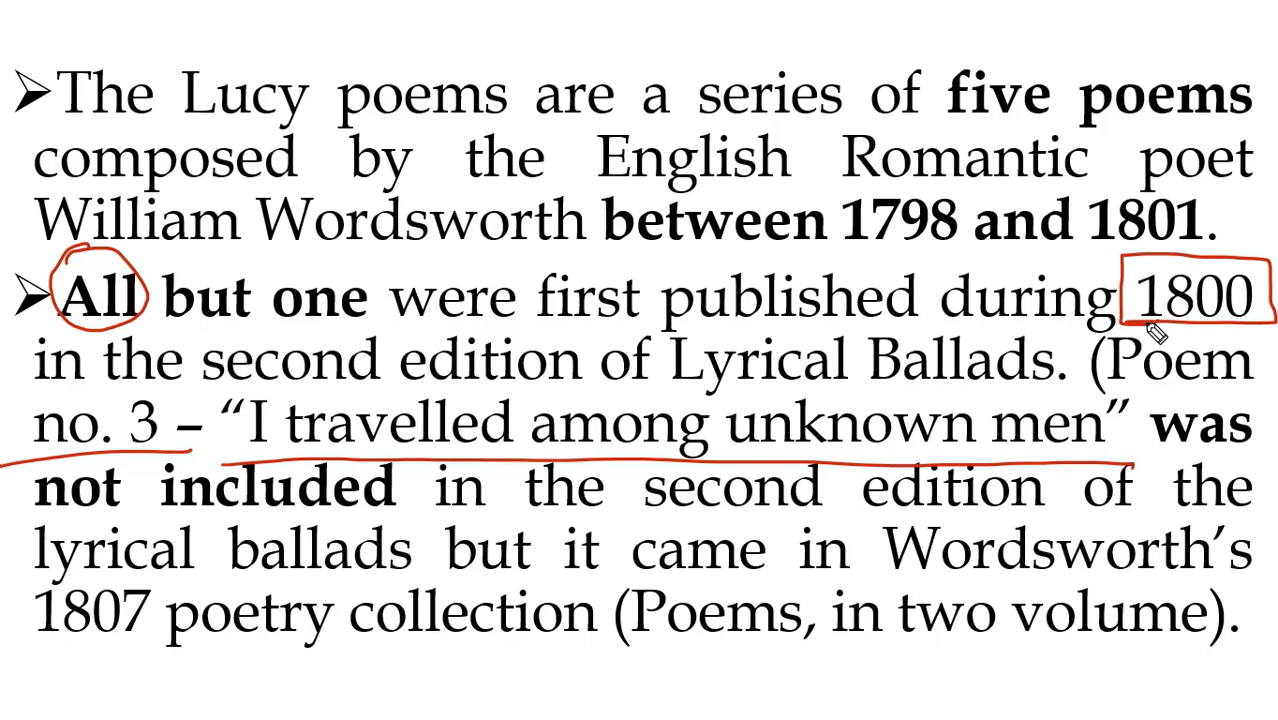 ➢The Lucy poems are a series of five poems
composed by the English Romantic poet
William Wordsworth between 1798 and 1801.
➢All but one were first published during 1800
in the second edition of Lyrical Ballads. (Poem
no. 3 – “I travelled among unknown men” was
not included in the second edition of the
lyrical ballads but it came in Wordsworth’s
1807 poetry collection (Poems, in two volume).